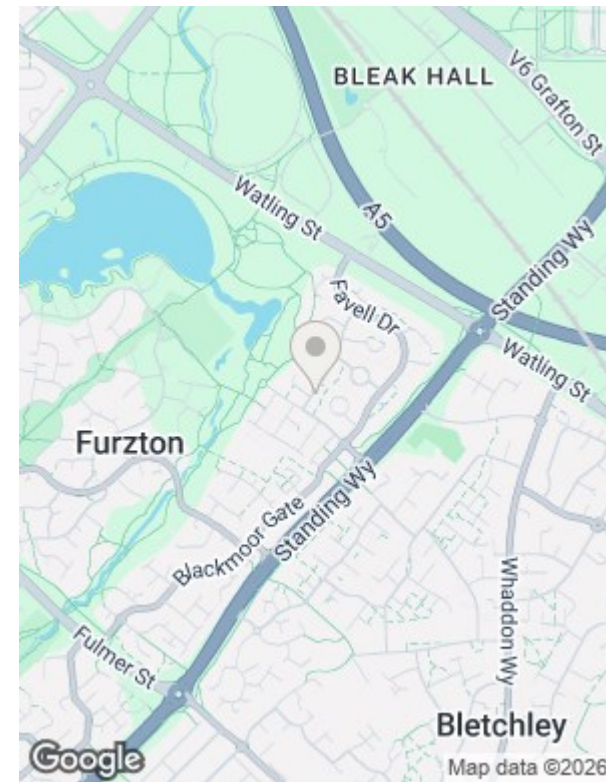 BLEAK HALL
V6 Grafton St
Watling St
A5
Standing Wy
Favell Dr
Watling St
Furzton
Standing Wy
Blackmoor Gate
Whaddon Wy
Fulmer St
Bletchley
Google
Map data ©2026